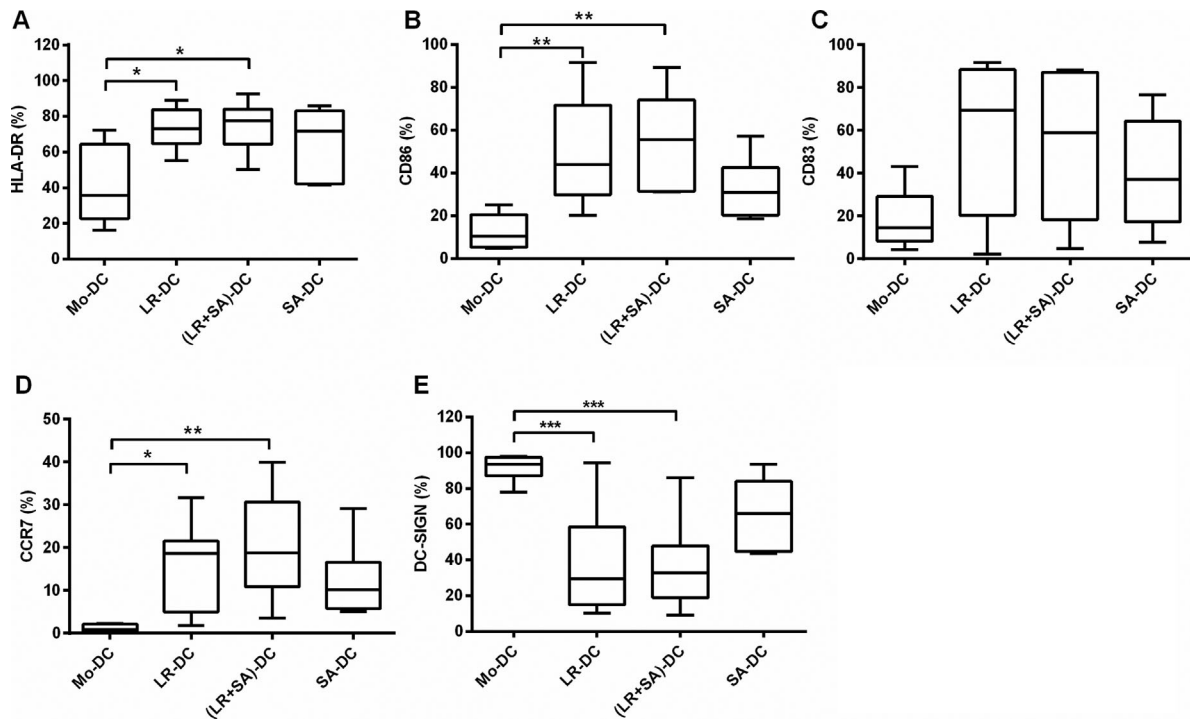 A
HLA-DR (%)
120
100
80
60
40
20
0
*
*
Mo-DC
LR-DC
(LR+SA)-DC
SA-DC
B
CD86 (%)
100
80
60
40
20
0
**
**
Mo-DC
LR-DC
(LR+SA)-DC
SA-DC
C
CD83 (%)
100
80
60
40
20
0
Mo-DC
LR-DC
(LR+SA)-DC
SA-DC
D
CCR7 (%)
50
40
30
20
10
0
**
*
Mo-DC
LR-DC
(LR+SA)-DC
SA-DC
E
DC-SIGN (%)
120
100
80
60
40
20
0
***
***
Mo-DC
LR-DC
(LR+SA)-DC
SA-DC